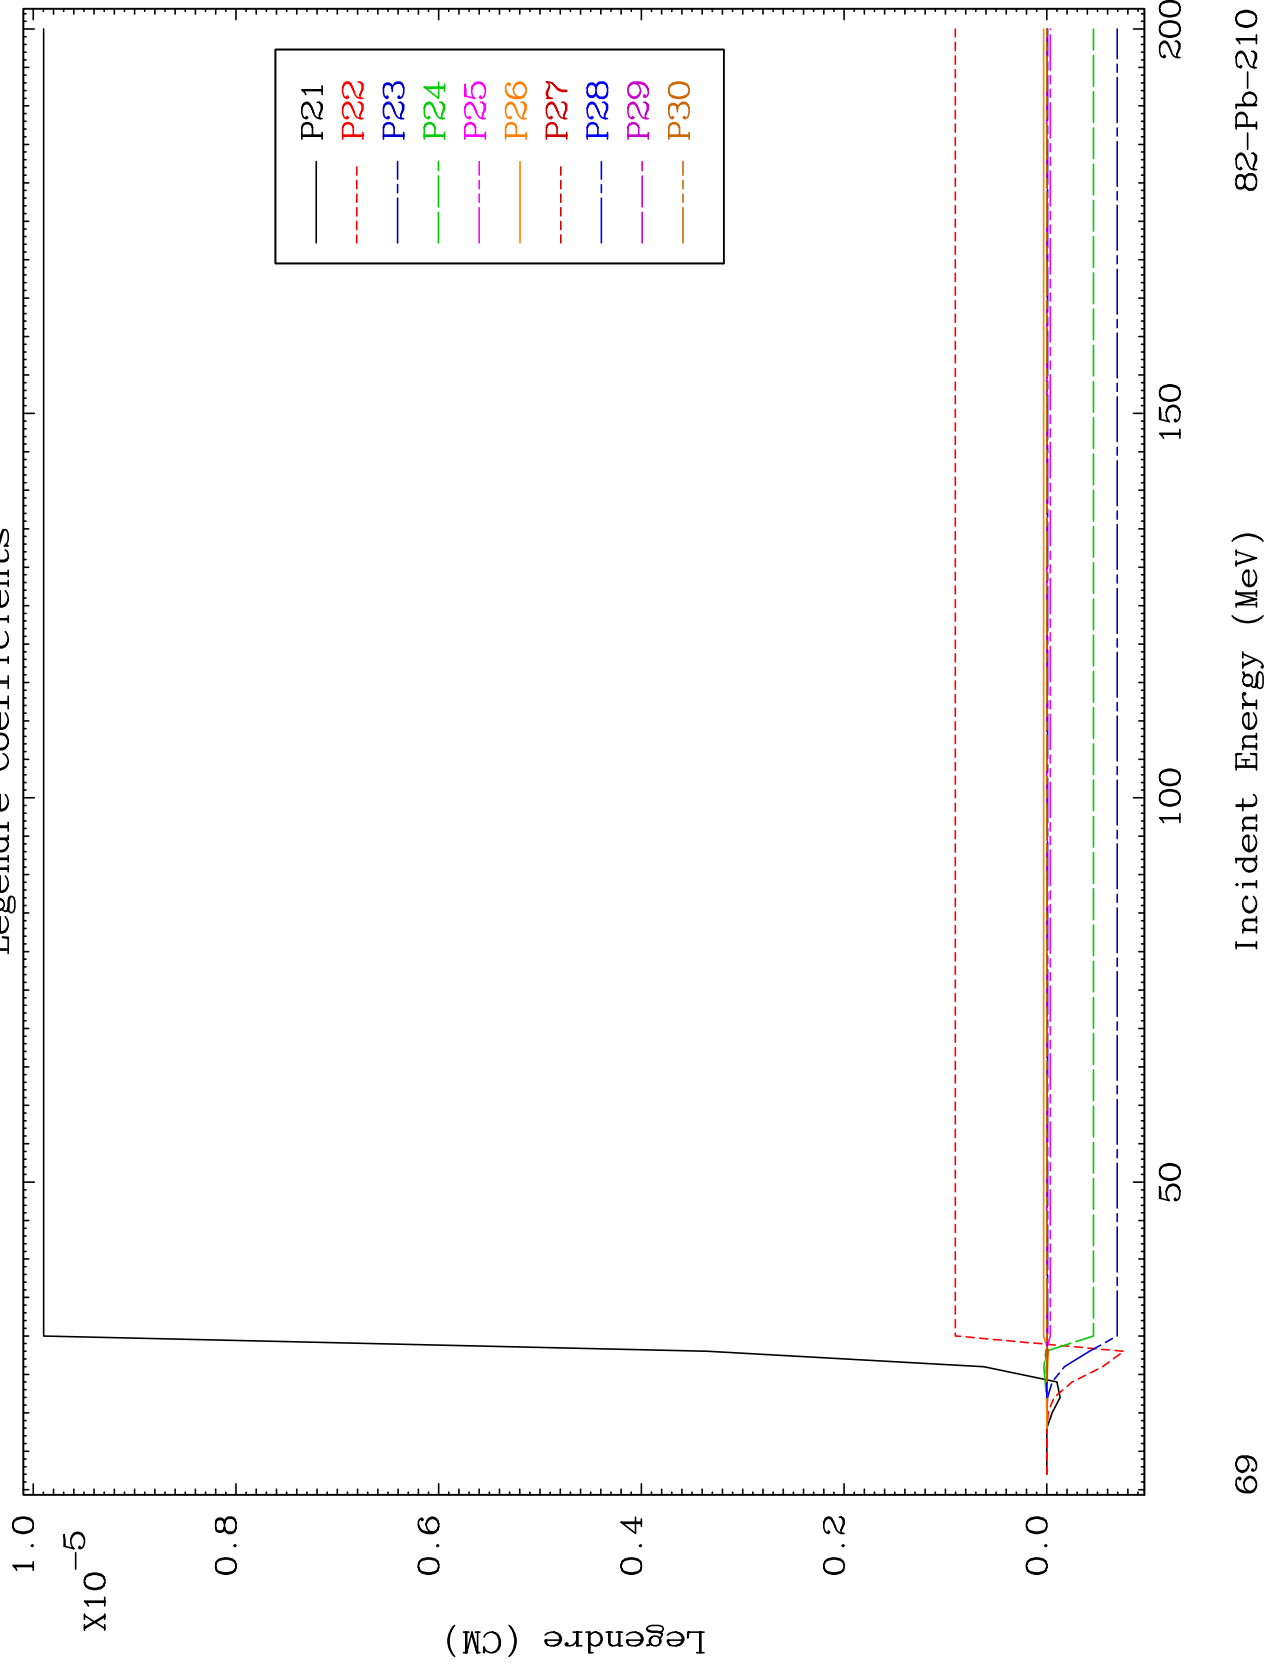 Legendre Coefficients
1.0
X10-5
0.8
0.6
0.4
0.2
0.0
Legendre (CM)
P21
P22
P23
P24
P25
P26
P27
P28
P29
P30
50
100
150
200
Incident Energy (MeV)
69
82-Pb-210